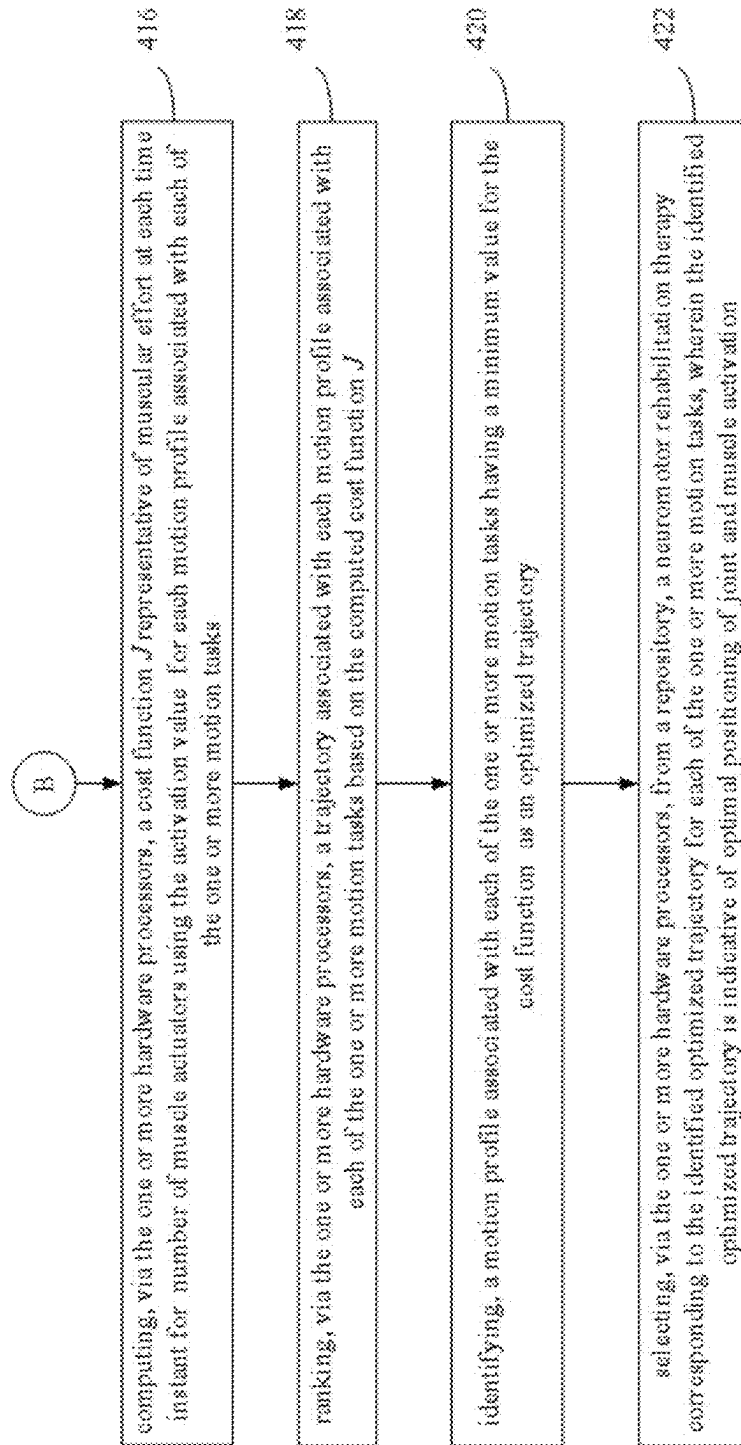 B
computing, via the one or more hardware processors, a cost function J representative of muscular effort at each time
instant for number of muscle actuators using the activation value for each motion profile associated with each of
the one or more motion tasks
416
ranking, via the one or more hardware processors, a trajectory associated with each motion profile associated with
each of the one or more motion tasks based on the computed cost function J
418
identifying, a motion profile associated with each of the one or more motion tasks having a minimum value for the
cost function as an optimized trajectory
420
selecting, via the one or more hardware processors, from a repository, a neuromotor rehabilitation therapy
corresponding to the identified optimized trajectory for each of the one or more motion tasks, wherein the identified
optimized trajectory is indicative of optimal positioning of joint and muscle activation
422